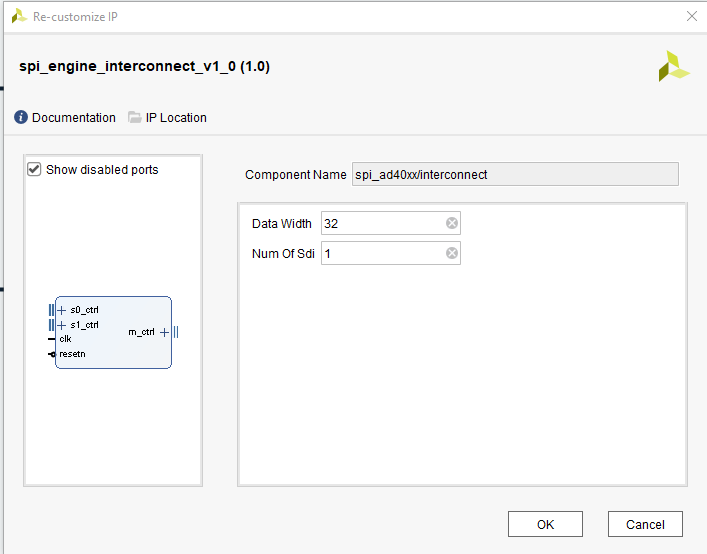 Re-customize IP
spi_engine_interconnect_v1_0 (1.0)
Documentation IP Location
Show disabled ports
Component Name spi_ad40xx/interconnect
Data Width 32
Num Of Sdi 1
s0_ctrl
s1_ctrl
m_ctrl
clk
resetn
OK Cancel